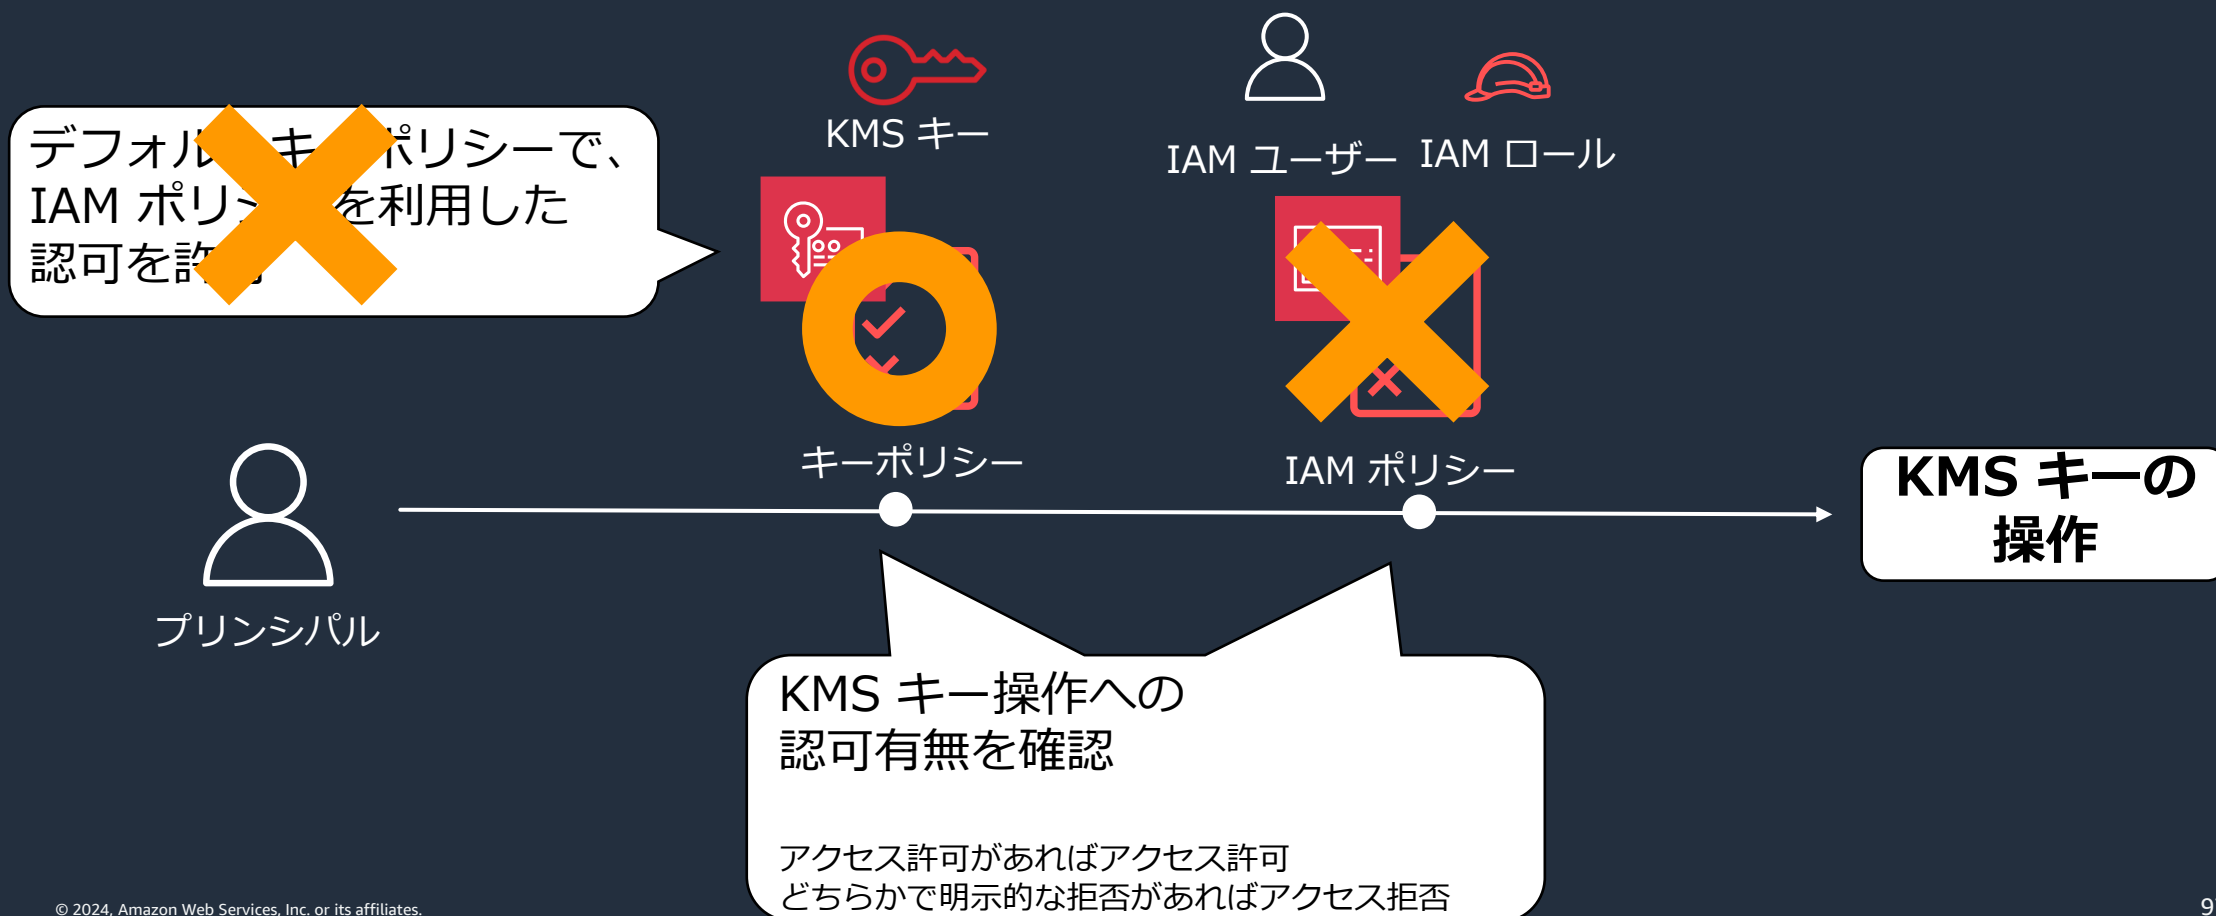 KMS キー
IAM ユーザー
IAM ロール
デフォル キ ポリシーで、
IAM ポリシ を利用した
認可を許
キーポリシー
IAM ポリシー
KMS キーの
操作
プリンシパル
KMS キー操作への
認可有無を確認
アクセス許可があればアクセス許可
どちらかで明示的な拒否があればアクセス拒否
© 2024, Amazon Web Services, Inc. or its affiliates.